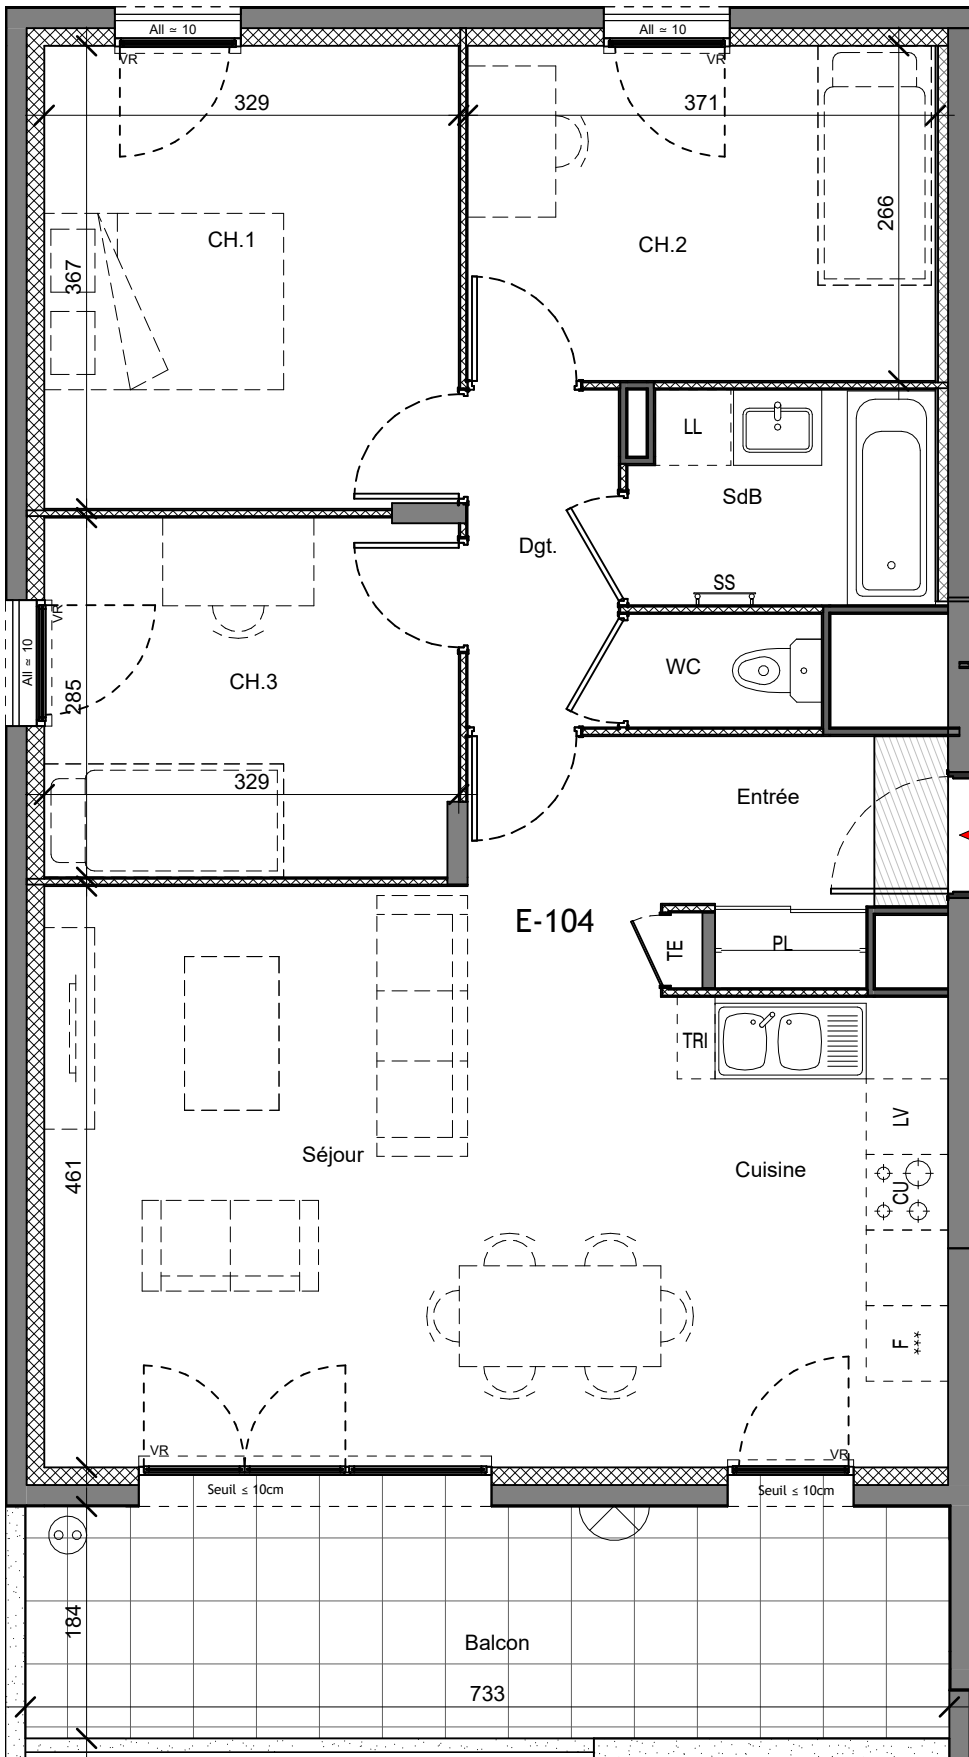 All ≃ 10
All ≃ 10
VR
VR
329
371
266
CH.1
CH.2
367
LL
SdB
Dgt.
SS
VR
All ≃ 10
WC
CH.3
285
329
Entrée
E-104
TE
PL
TRI
LV
Séjour
Cuisine
461
CU
F
***
VR
VR
Seuil ≤ 10cm
Seuil ≤ 10cm
184
Balcon
733